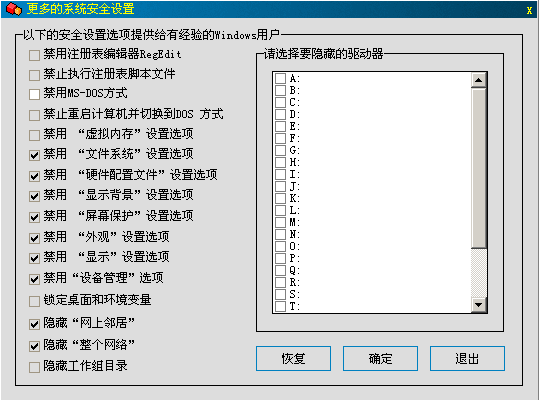 更多的系统安全设置
x
以下的安全设置选项提供给有经验的Windows用户
禁用注册表编辑器RegEdit
禁止执行注册表脚本文件
禁用MS-DOS方式
禁止重启计算机并切换到DOS 方式
禁用 “虚拟内存”设置选项
禁用 “文件系统”设置选项
禁用 “硬件配置文件”设置选项
禁用 “显示背景”设置选项
禁用 “屏幕保护”设置选项
禁用 “外观”设置选项
禁用 “显示”设置选项
禁用 “设备管理”选项
锁定桌面和环境变量
隐藏 “网上邻居”
隐藏 “整个网络”
隐藏工作组目录
请选择要隐藏的驱动器
A:
B:
C:
D:
E:
F:
G:
H:
I:
J:
K:
L:
M:
N:
O:
P:
Q:
R:
S:
T:
恢复
确定
退出